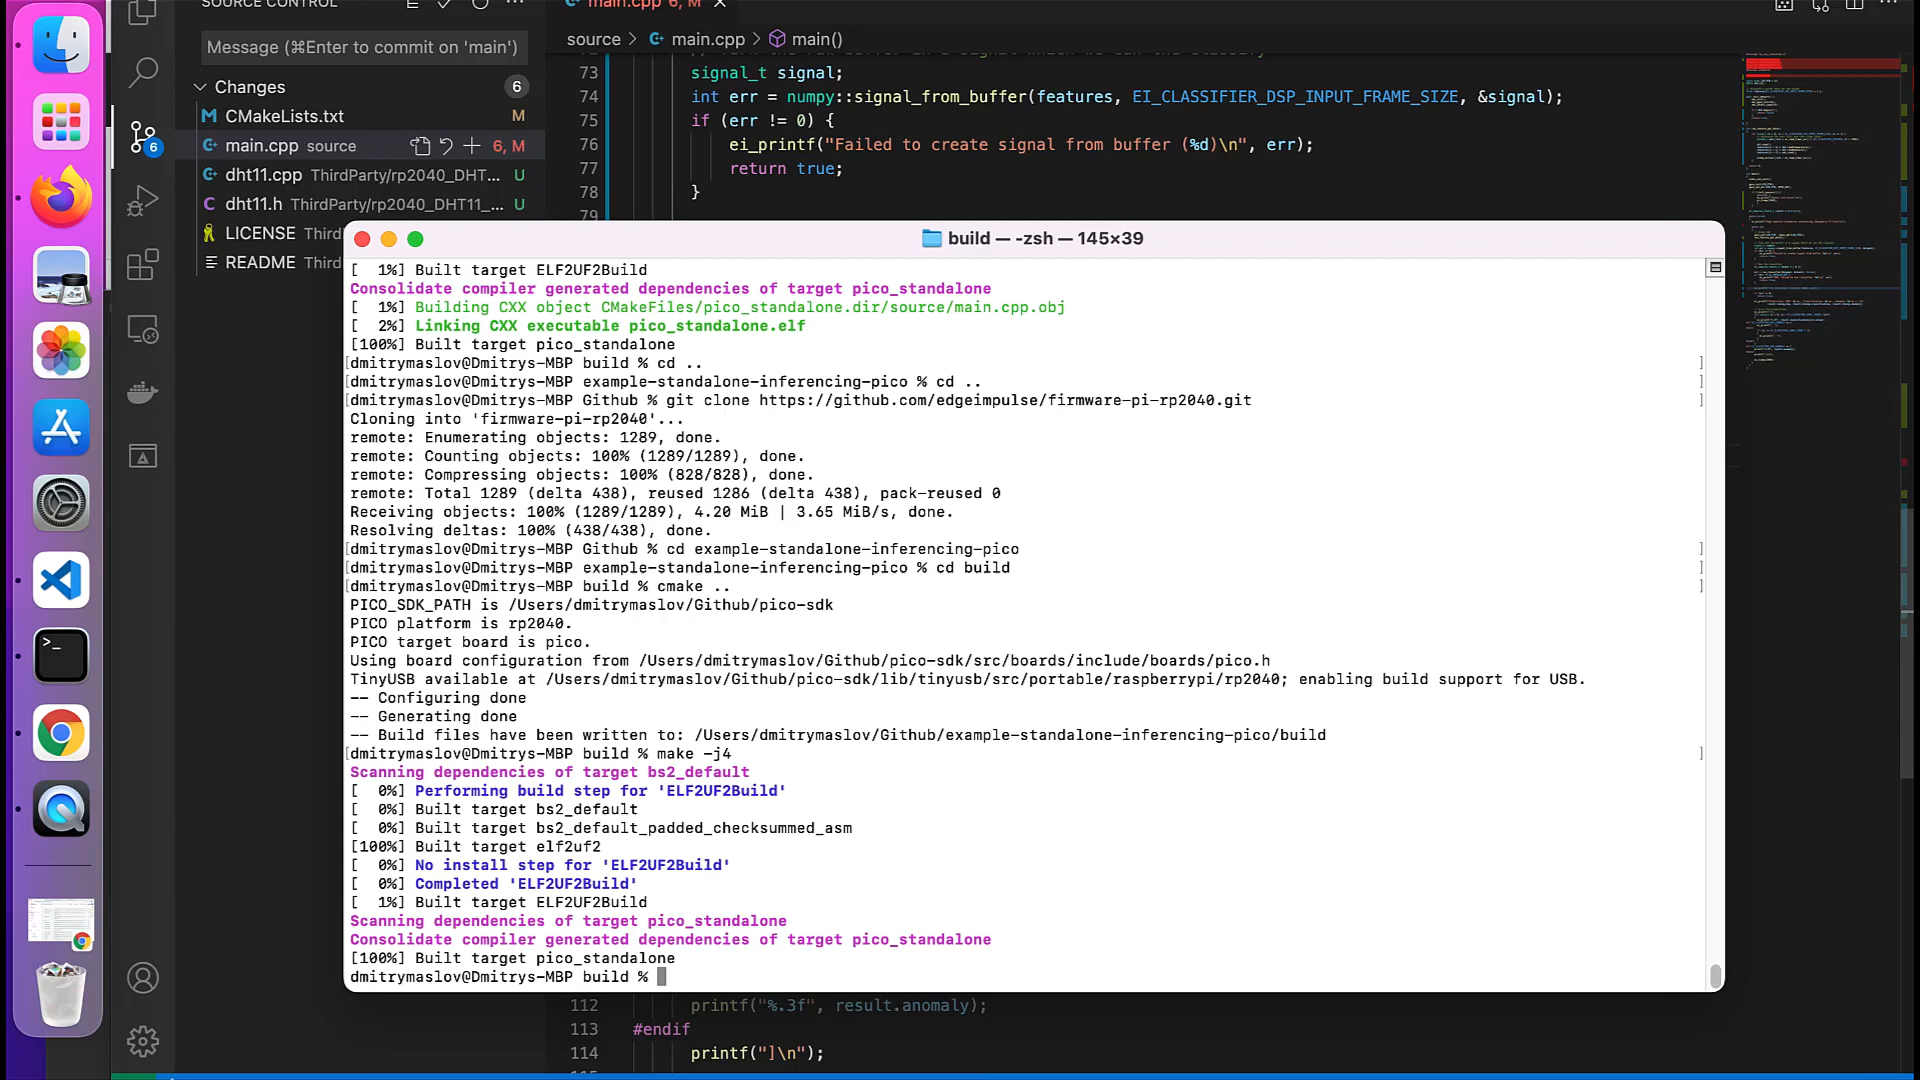 SOURCE CONTROL
Message (⌘Enter to commit on 'main')
Changes
6
CMakeLists.txt M
main.cpp source 6, M
dht11.cpp ThirdParty/rp2040_DHT... U
dht11.h ThirdParty/rp2040_DHT11_... U
LICENSE Third
README Third
6
main.cpp 6, M
source > main.cpp > main()
73 signal_t signal;
74 int err = numpy::signal_from_buffer(features, EI_CLASSIFIER_DSP_INPUT_FRAME_SIZE, &signal);
75 if (err != 0) {
76 ei_printf("Failed to create signal from buffer (%d)\n", err);
77 return true;
78 }
79
build — -zsh — 145×39
[  1%] Built target ELF2UF2Build
Consolidate compiler generated dependencies of target pico_standalone
[  1%] Building CXX object CMakeFiles/pico_standalone.dir/source/main.cpp.obj
[  2%] Linking CXX executable pico_standalone.elf
[100%] Built target pico_standalone
[dmitrymaslov@Dmitrys-MBP build % cd .. ]
[dmitrymaslov@Dmitrys-MBP example-standalone-inferencing-pico % cd .. ]
[dmitrymaslov@Dmitrys-MBP Github % git clone https://github.com/edgeimpulse/firmware-pi-rp2040.git ]
Cloning into 'firmware-pi-rp2040'...
remote: Enumerating objects: 1289, done.
remote: Counting objects: 100% (1289/1289), done.
remote: Compressing objects: 100% (828/828), done.
remote: Total 1289 (delta 438), reused 1286 (delta 438), pack-reused 0
Receiving objects: 100% (1289/1289), 4.20 MiB | 3.65 MiB/s, done.
Resolving deltas: 100% (438/438), done.
[dmitrymaslov@Dmitrys-MBP Github % cd example-standalone-inferencing-pico ]
[dmitrymaslov@Dmitrys-MBP example-standalone-inferencing-pico % cd build ]
[dmitrymaslov@Dmitrys-MBP build % cmake .. ]
PICO_SDK_PATH is /Users/dmitrymaslov/Github/pico-sdk
PICO platform is rp2040.
PICO target board is pico.
Using board configuration from /Users/dmitrymaslov/Github/pico-sdk/src/boards/include/boards/pico.h
TinyUSB available at /Users/dmitrymaslov/Github/pico-sdk/lib/tinyusb/src/portable/raspberrypi/rp2040; enabling build support for USB.
-- Configuring done
-- Generating done
-- Build files have been written to: /Users/dmitrymaslov/Github/example-standalone-inferencing-pico/build
[dmitrymaslov@Dmitrys-MBP build % make -j4 ]
Scanning dependencies of target bs2_default
[  0%] Performing build step for 'ELF2UF2Build'
[  0%] Built target bs2_default
[  0%] Built target bs2_default_padded_checksummed_asm
[100%] Built target elf2uf2
[  0%] No install step for 'ELF2UF2Build'
[  0%] Completed 'ELF2UF2Build'
[  1%] Built target ELF2UF2Build
Scanning dependencies of target pico_standalone
Consolidate compiler generated dependencies of target pico_standalone
[100%] Built target pico_standalone
dmitrymaslov@Dmitrys-MBP build %
112 printf("%.3f", result.anomaly);
113 #endif
114 printf("]\n");